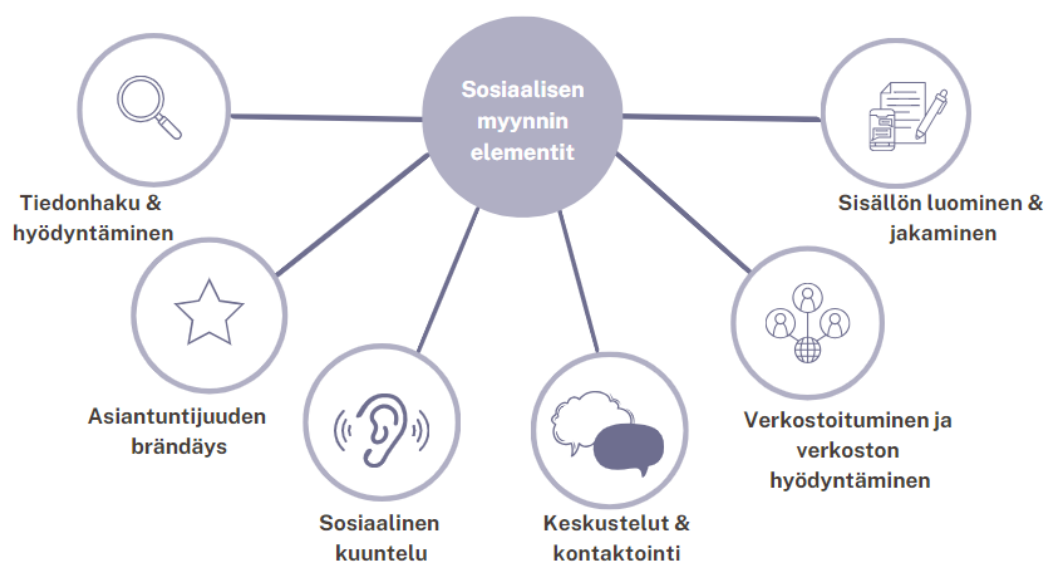 Sosiaalisen
myynnin
elementit
Tiedonhaku &
hyödyntäminen
Asiantuntijuuden
brändäys
Sosiaalinen
kuuntelu
Keskustelut &
kontaktointi
Verkostoituminen ja
verkoston
hyödyntäminen
Sisällön luominen &
jakaminen